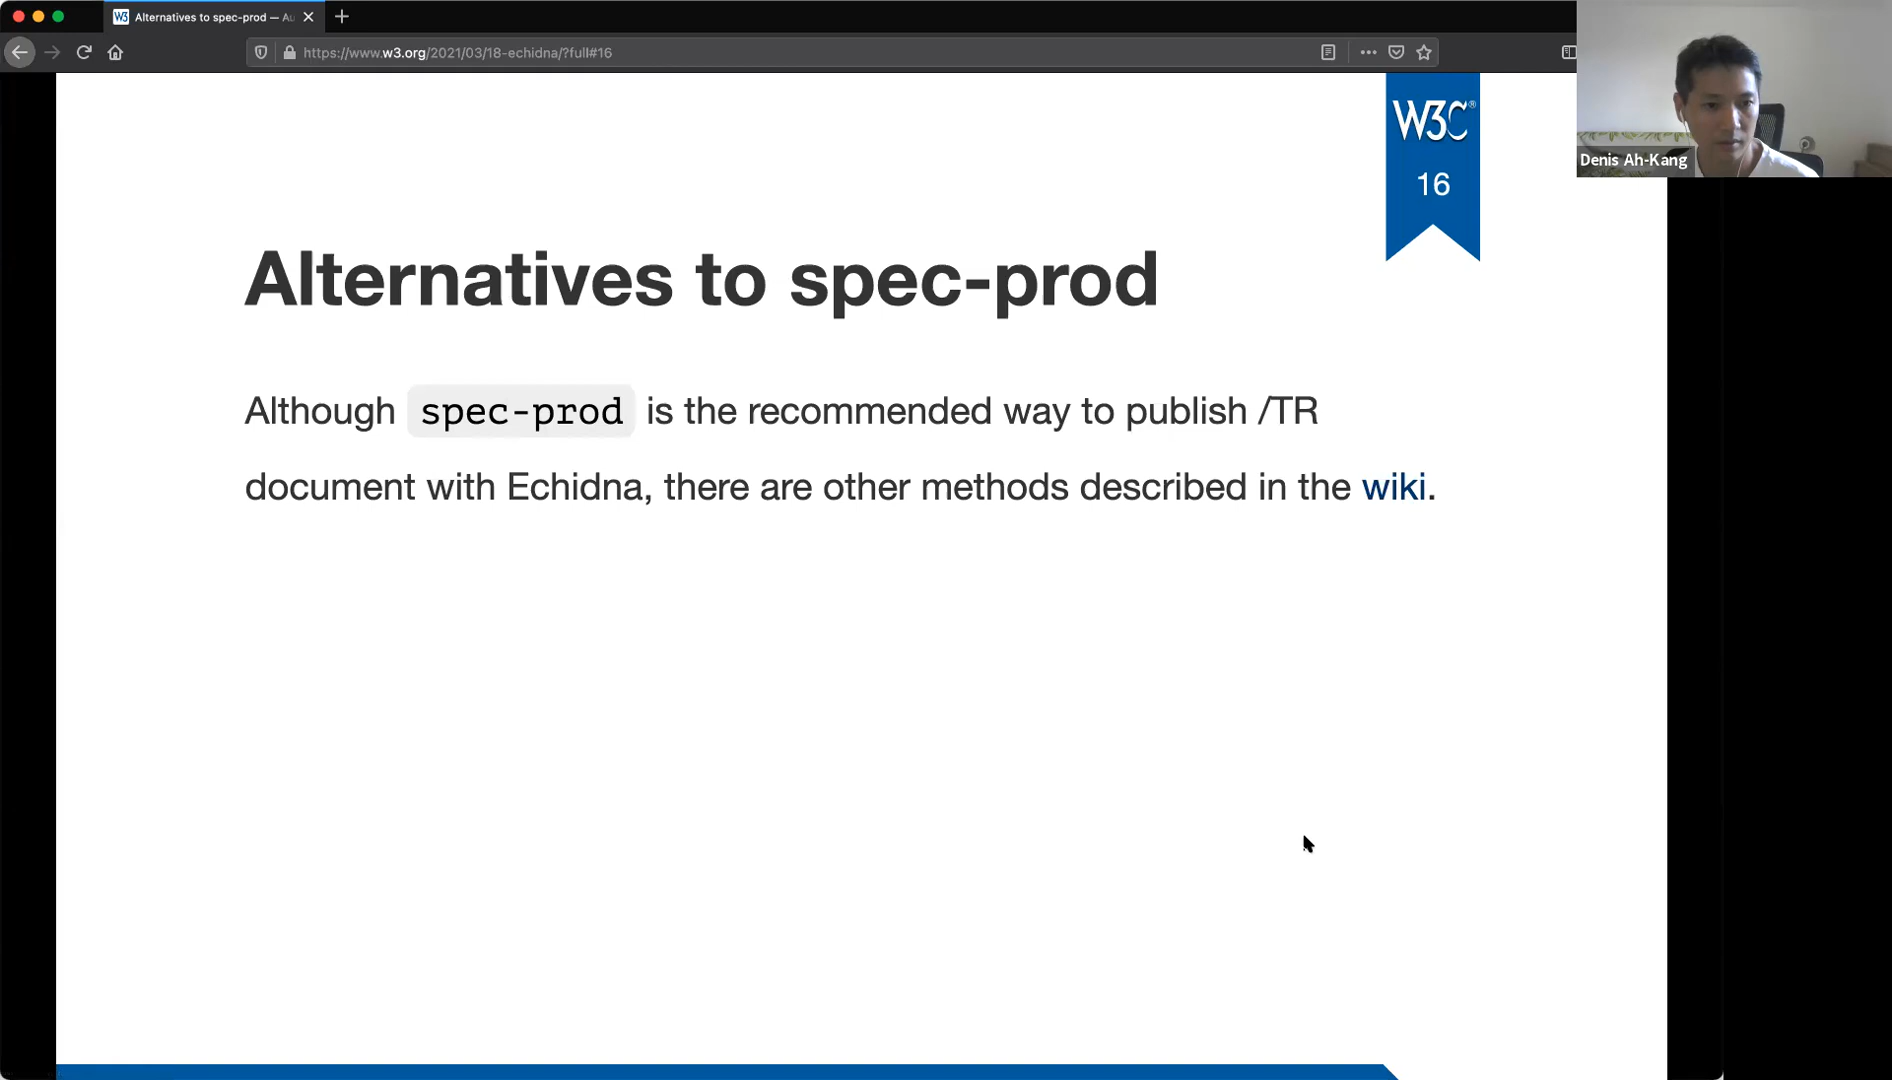 Alternatives to spec-prod — Au
https://www.w3.org/2021/03/18-echidna/?full#16
W3C®
16
Denis Ah-Kang
Alternatives to spec-prod
Although spec-prod is the recommended way to publish /TR
document with Echidna, there are other methods described in the wiki.